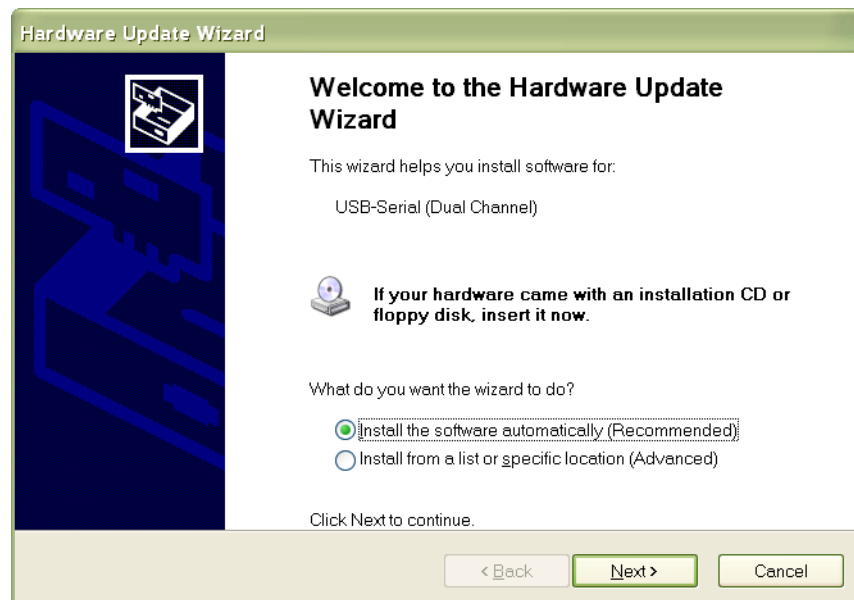 Hardware Update Wizard
Welcome to the Hardware Update
Wizard
This wizard helps you install software for:
USB-Serial (Dual Channel)
If your hardware came with an installation CD or
floppy disk, insert it now.
What do you want the wizard to do?
Install the software automatically (Recommended)
Install from a list or specific location (Advanced)
Click Next to continue.
< Back Next > Cancel